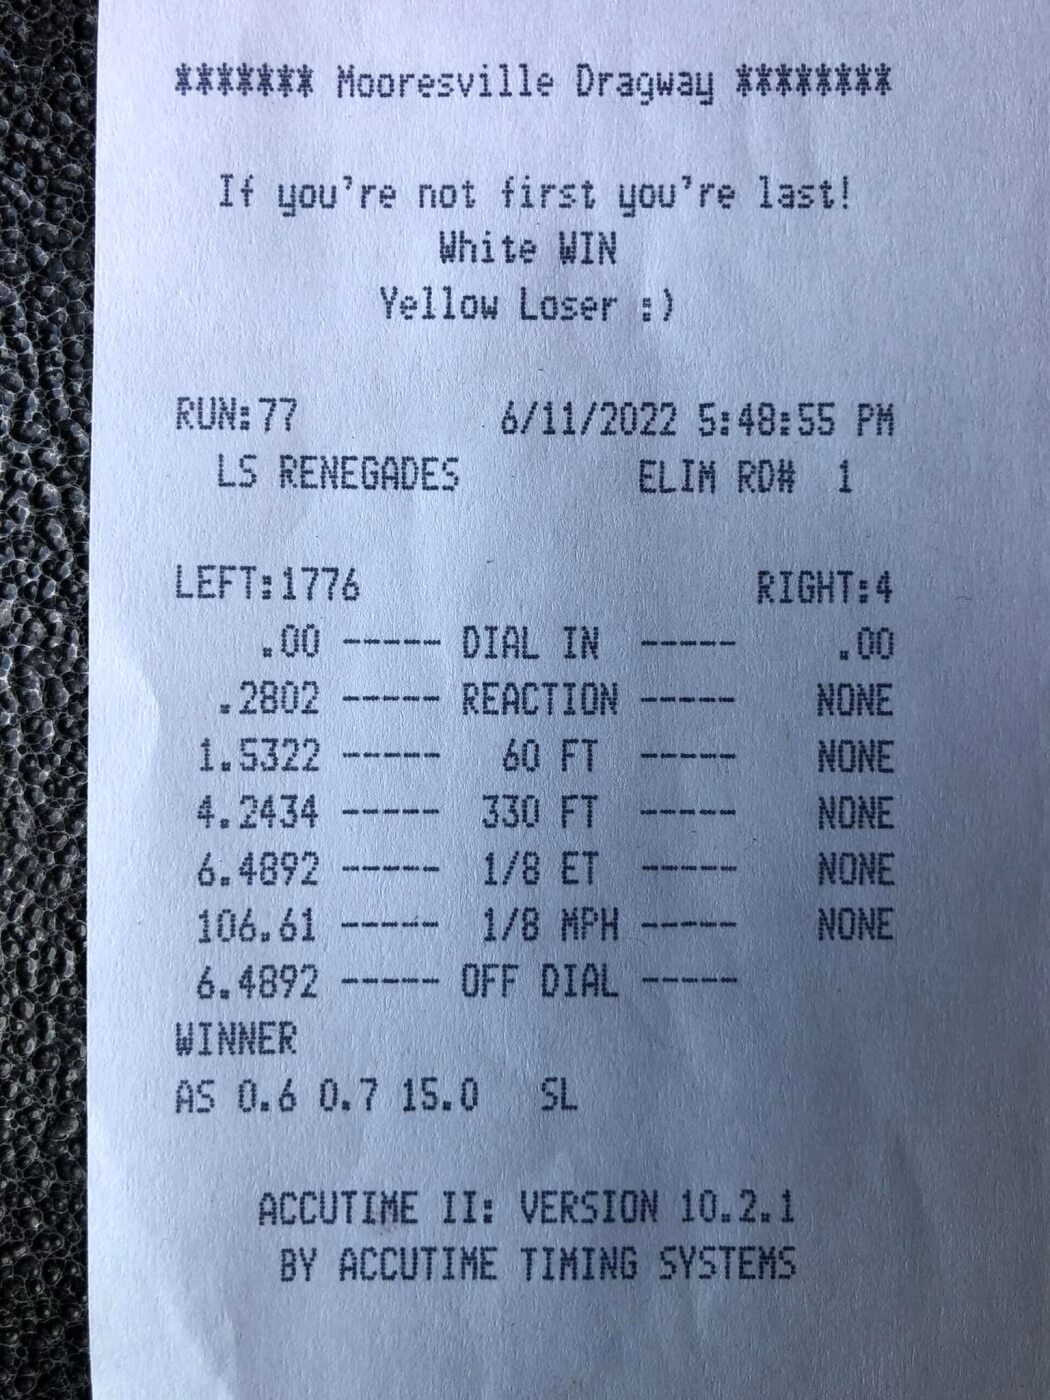 ******* Mooresville Dragway ********
If you're not first you're last!
White WIN
Yellow Loser :)
RUN:77 6/11/2022 5:48:55 PM
LS RENEGADES ELIM RD# 1
LEFT:1776 RIGHT:4
.00 ----- DIAL IN ----- .00
.2802 ----- REACTION ----- NONE
1.5322 ----- 60 FT ----- NONE
4.2434 ----- 330 FT ----- NONE
6.4892 ----- 1/8 ET ----- NONE
106.61 ----- 1/8 MPH ----- NONE
6.4892 ----- OFF DIAL -----
WINNER
AS 0.6 0.7 15.0 SL
ACCUTIME II: VERSION 10.2.1
BY ACCUTIME TIMING SYSTEMS